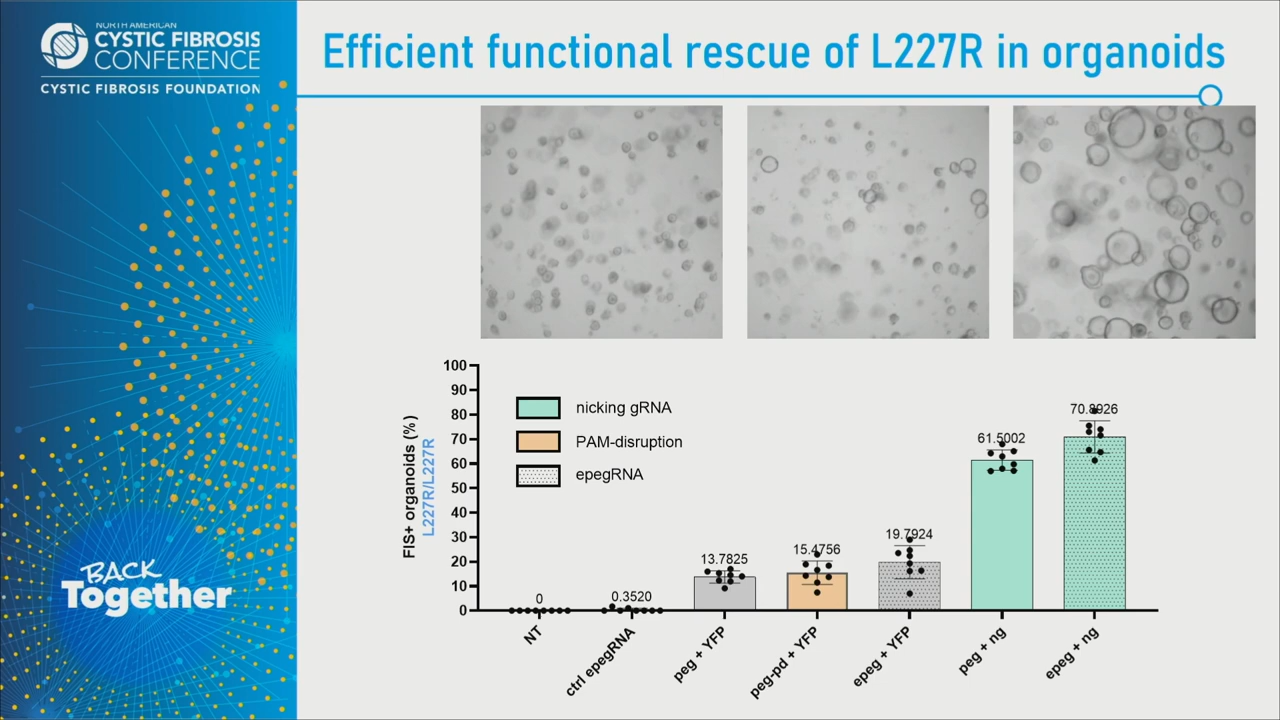 NORTH AMERICAN
CYSTIC FIBROSIS
CONFERENCE
CYSTIC FIBROSIS FOUNDATION
BACK
Together
Efficient functional rescue of L227R in organoids
FIS+ organoids (%)
L227R/L227R
100
90
80
70
60
50
40
30
20
10
0
nicking gRNA
PAM-disruption
epegRNA
0
0.3520
13.7825
15.4756
19.7924
61.5002
70.8926
NT
ctrl epegRNA
peg + YFP
peg-pd + YFP
epeg + YFP
peg + ng
epeg + ng